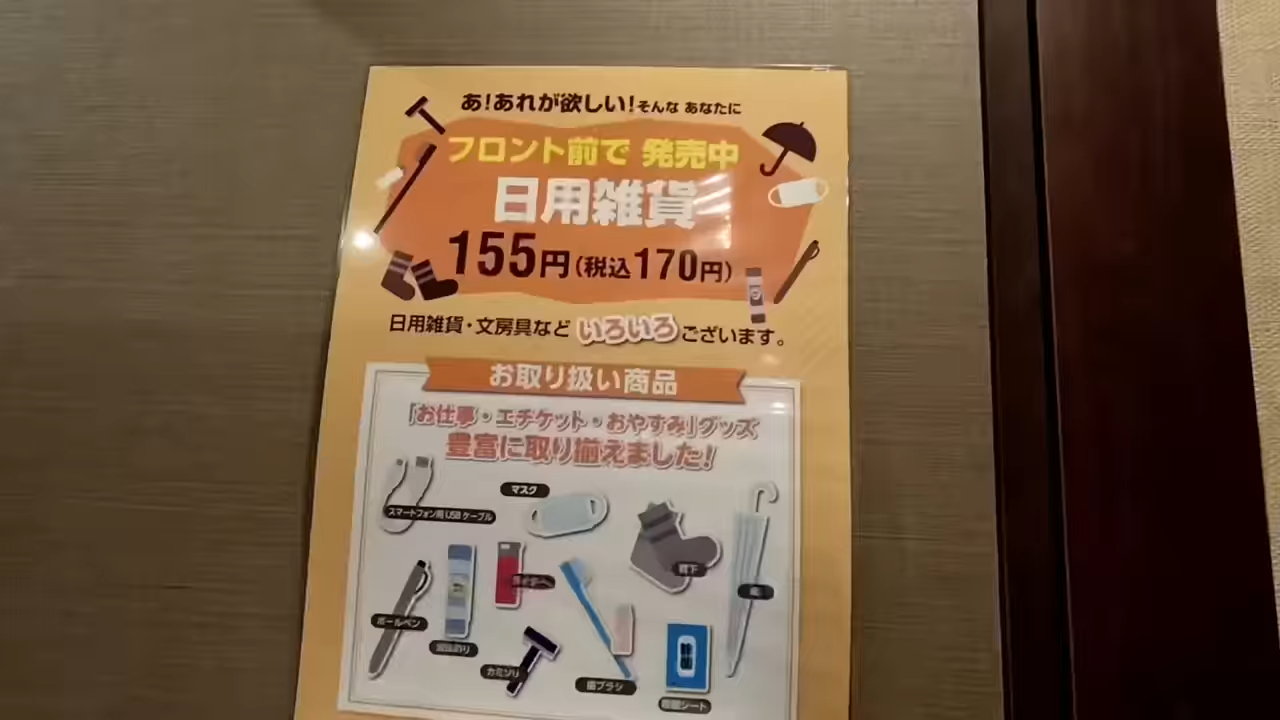 あ!あれが欲しい!そんな あなたに
フロント前で 発売中
日用雑貨
155円(税込170円)
日用雑貨・文房具など いろいろ ございます。
お取り扱い商品
「お仕事・エチケット・おやすみ」グッズ
豊富に取り揃えました!
マスク
スマートフォン用USBケーブル
靴下
ボールペン
カミソリ
歯ブラシ